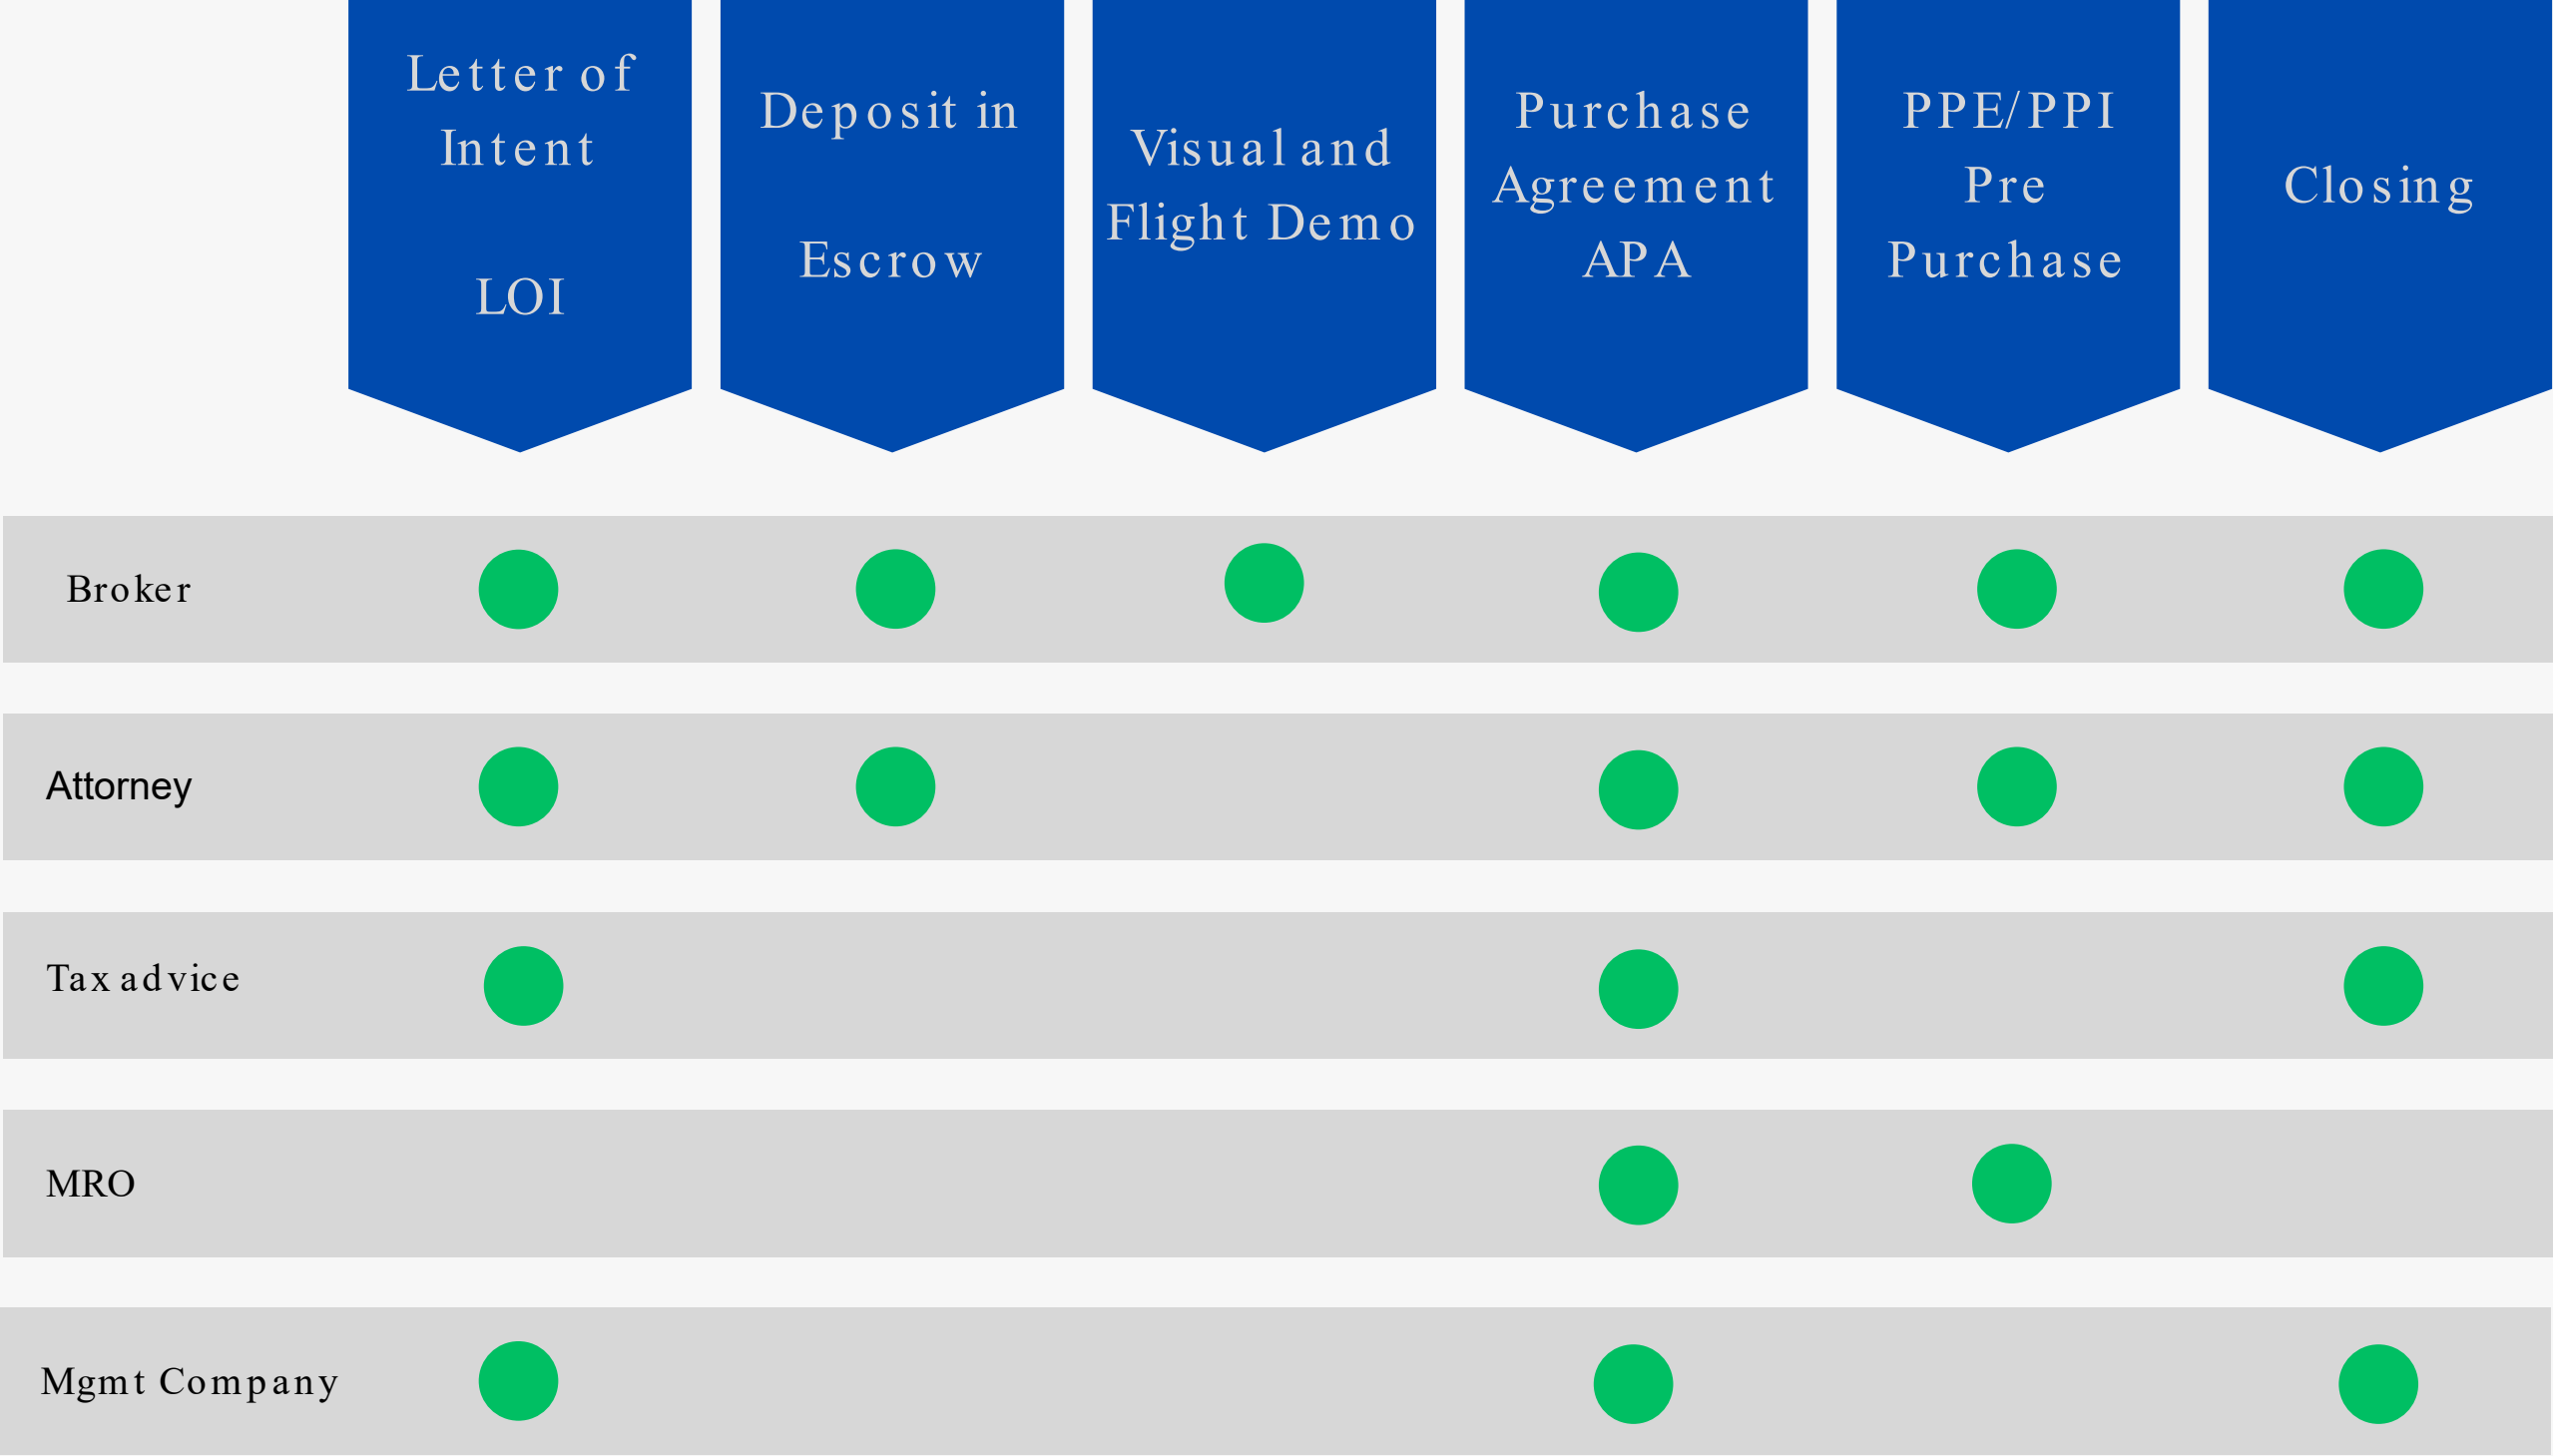 Letter of
Intent
LOI
Deposit in
Escrow
Visual and
Flight Demo
Purchase
Agreement
APA
PPE/PPI
Pre
Purchase
Closing
Broker
Attorney
Tax advice
MRO
Mgmt Company